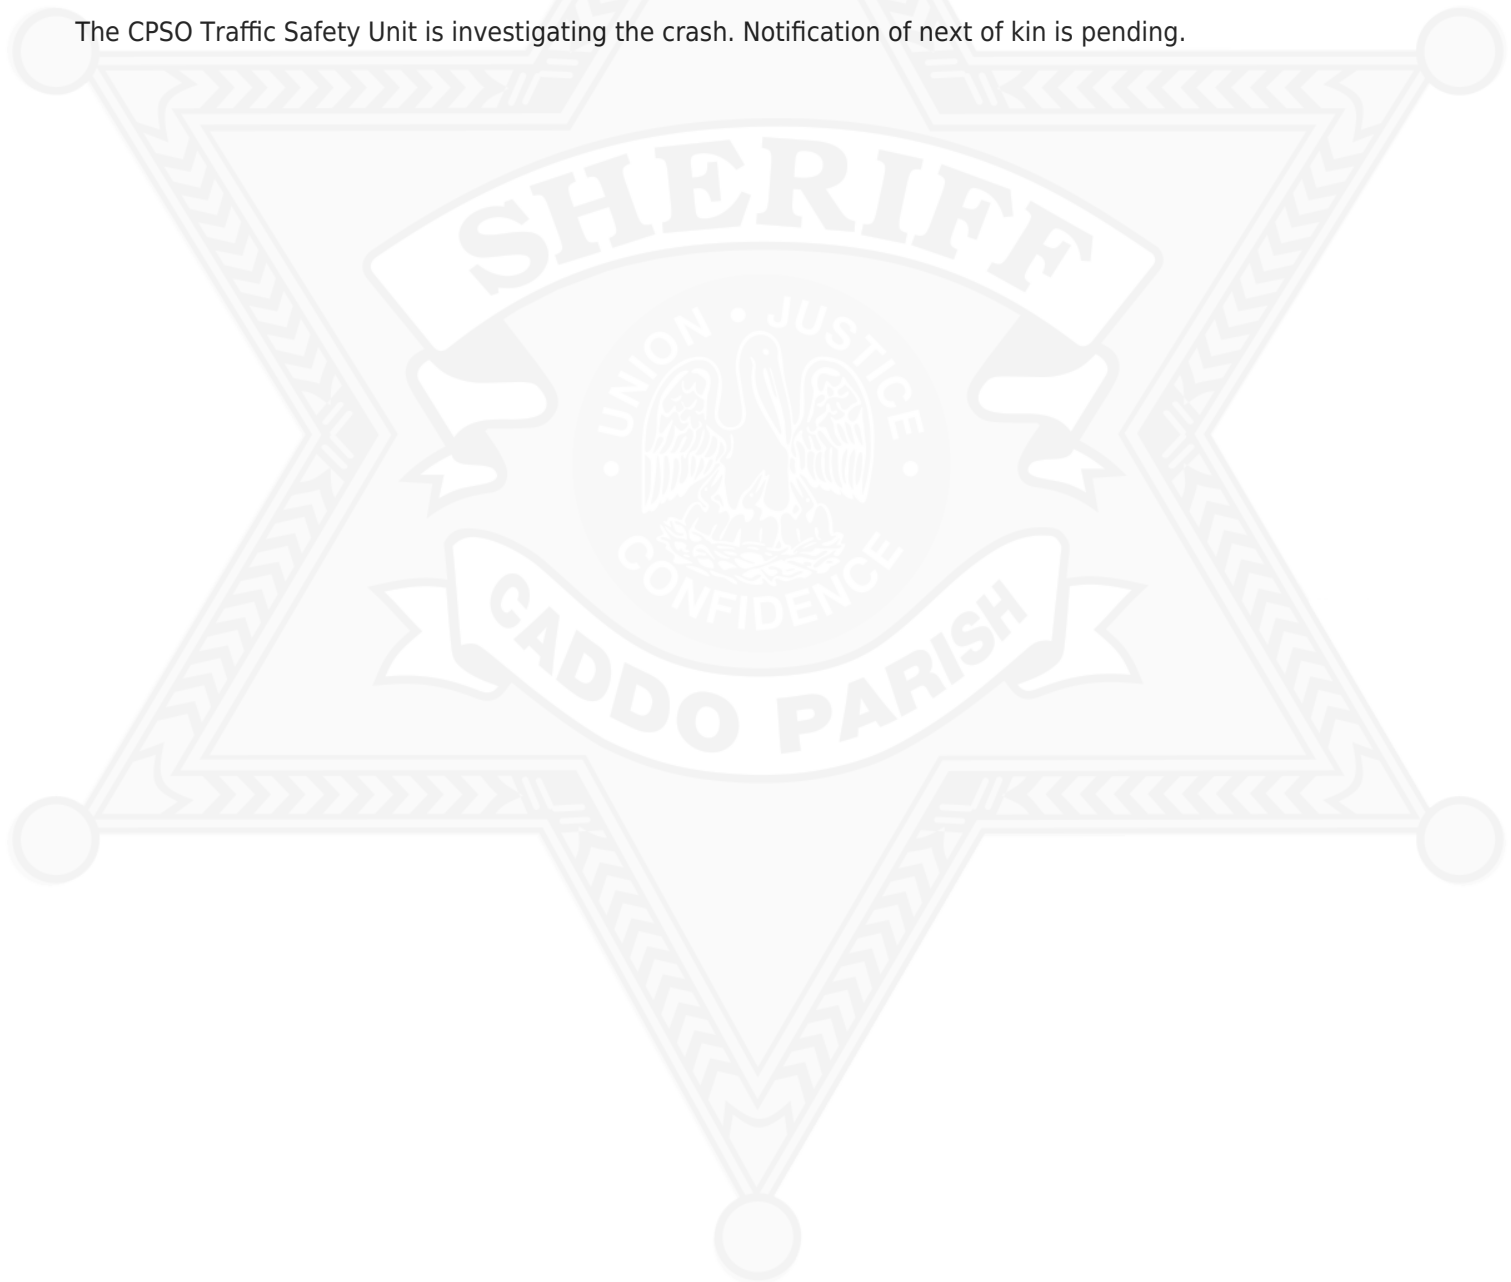 The CPSO Traffic Safety Unit is investigating the crash. Notification of next of kin is pending.
SHERIFF
UNION • JUSTICE
CONFIDENCE
CADDO PARISH